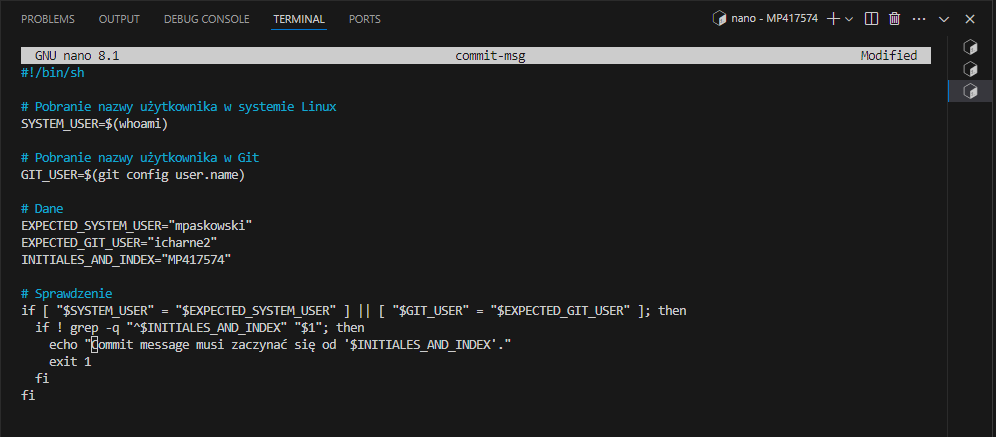 PROBLEMS OUTPUT DEBUG CONSOLE TERMINAL PORTS nano - MP417574
GNU nano 8.1 commit-msg Modified
#!/bin/sh
# Pobranie nazwy użytkownika w systemie Linux
SYSTEM_USER=$(whoami)
# Pobranie nazwy użytkownika w Git
GIT_USER=$(git config user.name)
# Dane
EXPECTED_SYSTEM_USER="mpaskowski"
EXPECTED_GIT_USER="icharne2"
INITIALES_AND_INDEX="MP417574"
# Sprawdzenie
if [ "$SYSTEM_USER" = "$EXPECTED_SYSTEM_USER" ] || [ "$GIT_USER" = "$EXPECTED_GIT_USER" ]; then
if ! grep -q "^$INITIALES_AND_INDEX" "$1"; then
echo "Commit message musi zaczynać się od '$INITIALES_AND_INDEX'."
exit 1
fi
fi